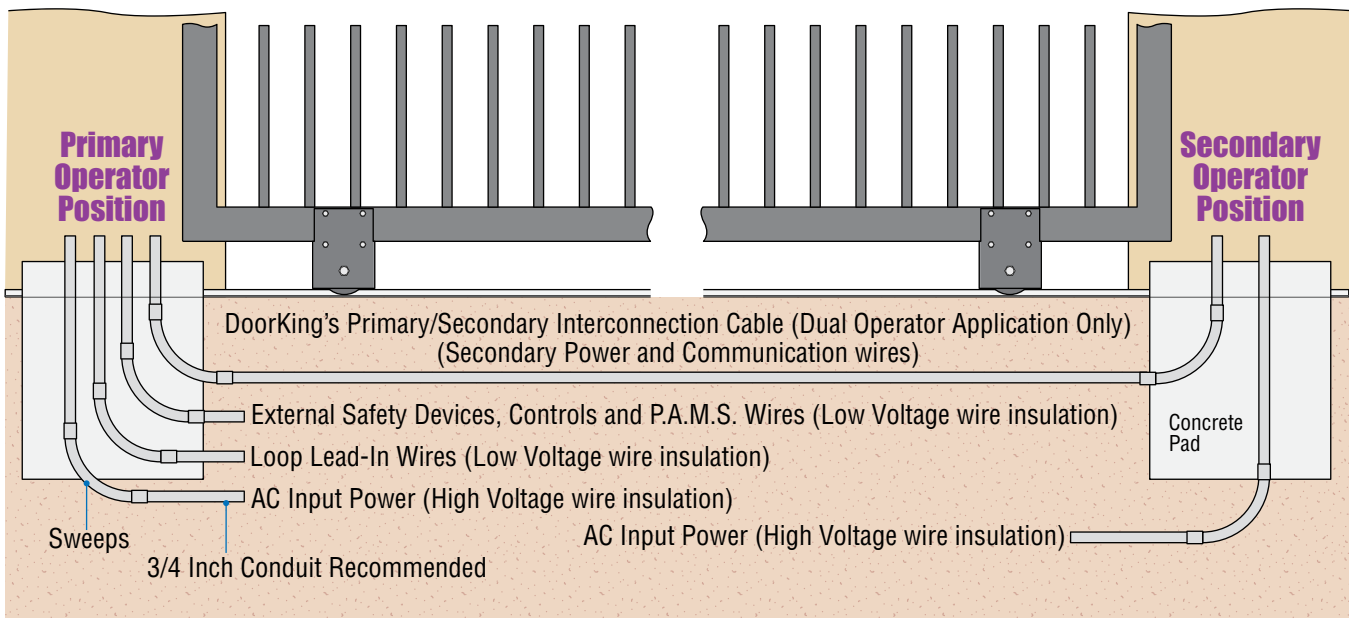 Primary
Operator
Position
Secondary
Operator
Position
DoorKing's Primary/Secondary Interconnection Cable (Dual Operator Application Only)
(Secondary Power and Communication wires)
External Safety Devices, Controls and P.A.M.S. Wires (Low Voltage wire insulation)
Concrete
Pad
Loop Lead-In Wires (Low Voltage wire insulation)
AC Input Power (High Voltage wire insulation)
Sweeps
AC Input Power (High Voltage wire insulation)
3/4 Inch Conduit Recommended